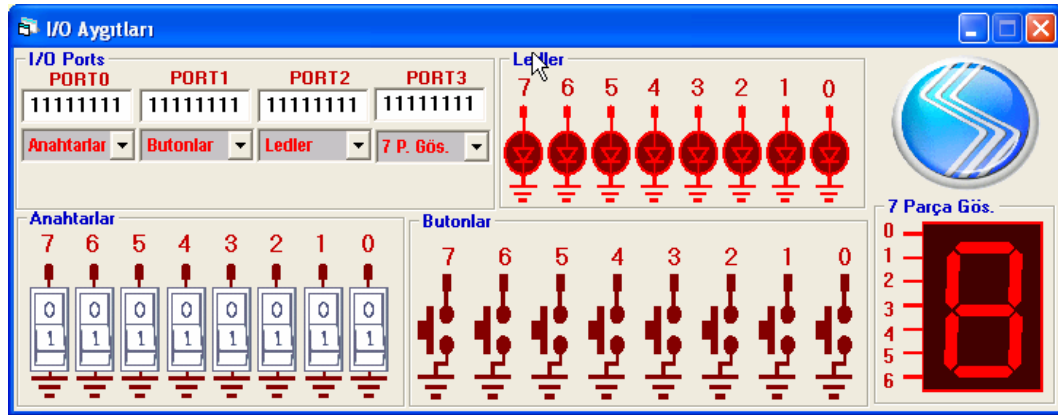 I/O Aygıtları
I/O Ports
PORT0 PORT1 PORT2 PORT3
11111111 11111111 11111111 11111111
Anahtarlar Butonlar Ledler 7 P. Gös.
Ledler
7 6 5 4 3 2 1 0
Anahtarlar
7 6 5 4 3 2 1 0
0 0 0 0 0 0 0 0
1 1 1 1 1 1 1 1
Butonlar
7 6 5 4 3 2 1 0
7 Parça Gös.
0
1
2
3
4
5
6
8